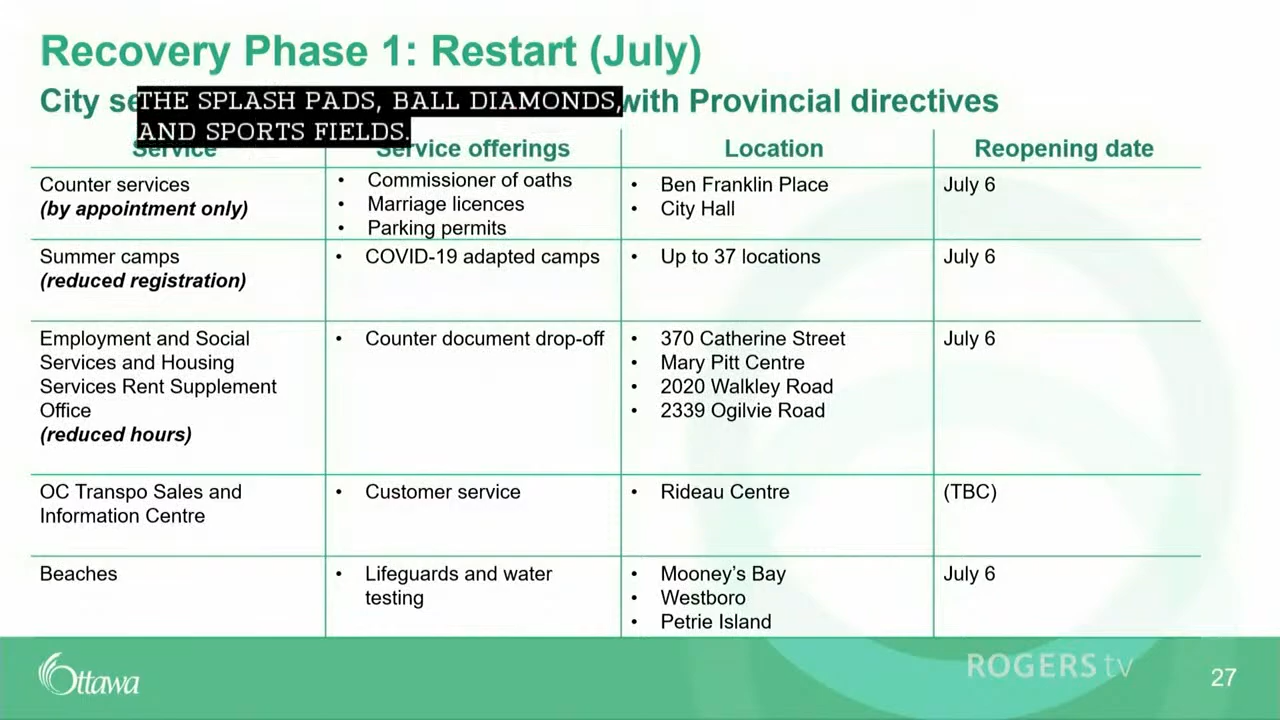 Recovery Phase 1: Restart (July)
City se
with Provincial directives
THE SPLASH PADS, BALL DIAMONDS,
AND SPORTS FIELDS.
Service
Service offerings
Location
Reopening date
Counter services
(by appointment only)
• Commissioner of oaths
• Marriage licences
• Parking permits
• Ben Franklin Place
• City Hall
July 6
Summer camps
(reduced registration)
• COVID-19 adapted camps
• Up to 37 locations
July 6
Employment and Social
Services and Housing
Services Rent Supplement
Office
(reduced hours)
• Counter document drop-off
• 370 Catherine Street
• Mary Pitt Centre
• 2020 Walkley Road
• 2339 Ogilvie Road
July 6
OC Transpo Sales and
Information Centre
• Customer service
• Rideau Centre
(TBC)
Beaches
• Lifeguards and water
testing
• Mooney's Bay
• Westboro
• Petrie Island
July 6
Ottawa
ROGERS tv
27